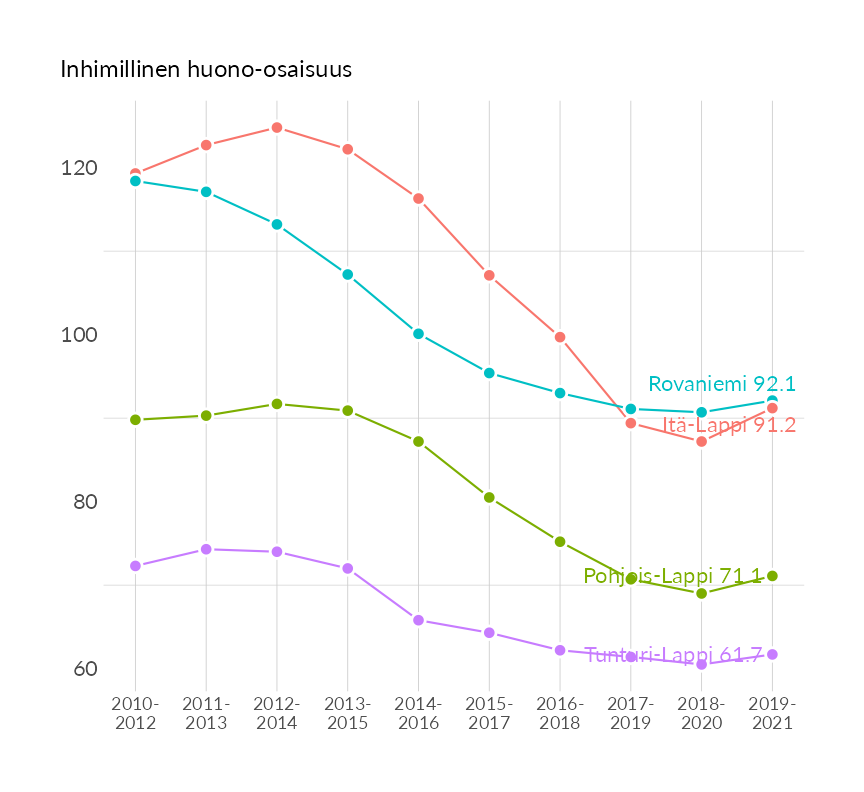 Inhimillinen huono-osaisuus
120
100
80
60
Rovaniemi 92.1
Itä-Lappi 91.2
Pohjois-Lappi 71.1
Tunturi-Lappi 61.7
2010- 2011- 2012- 2013- 2014- 2015- 2016- 2017- 2018- 2019-
2012 2013 2014 2015 2016 2017 2018 2019 2020 2021